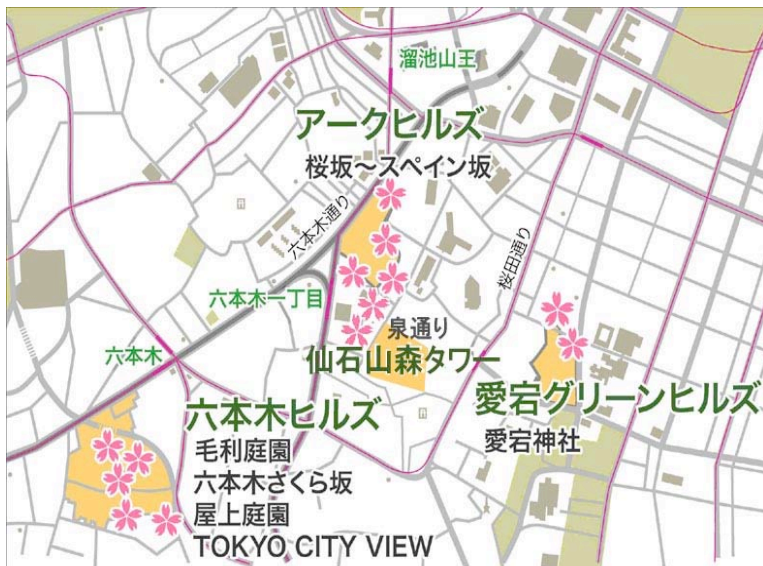 溜池山王
アークヒルズ
桜坂〜スペイン坂
六本木通り
桜田通り
六本木一丁目
泉通り
六本木
仙石山森タワー
六本木ヒルズ
毛利庭園
六本木さくら坂
屋上庭園
TOKYO CITY VIEW
愛宕グリーンヒルズ
愛宕神社